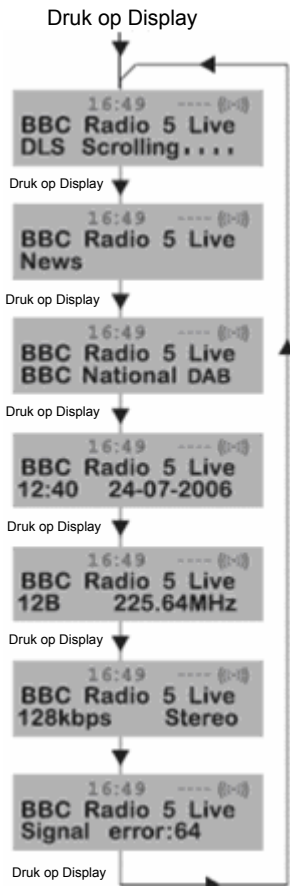 Druk op Display
16:49 ----
BBC Radio 5 Live
DLS Scrolling....
Druk op Display
16:49 ----
BBC Radio 5 Live
News
Druk op Display
16:49 ----
BBC Radio 5 Live
BBC National DAB
Druk op Display
16:49 ----
BBC Radio 5 Live
12:40 24-07-2006
Druk op Display
16:49 ----
BBC Radio 5 Live
12B 225.64MHz
Druk op Display
16:49 ----
BBC Radio 5 Live
128kbps Stereo
16:49 ----
BBC Radio 5 Live
Signal error:64
Druk op Display